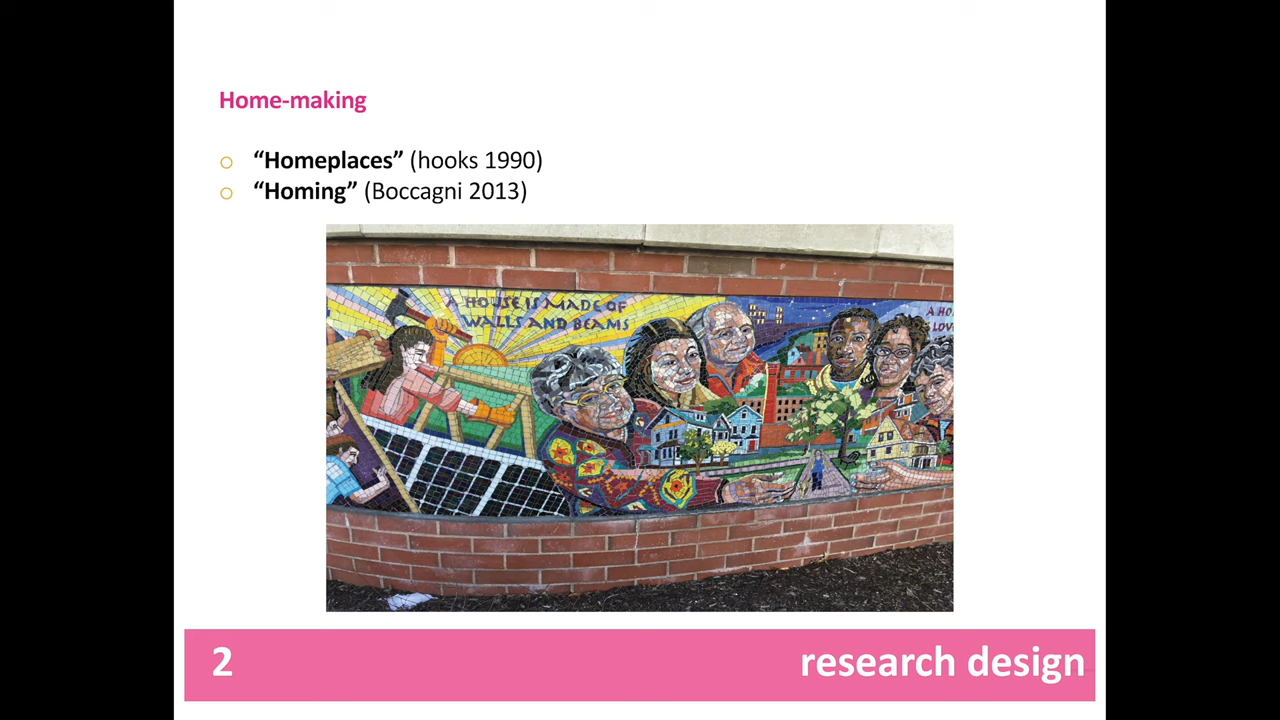 Home-making
“Homeplaces” (hooks 1990)
“Homing” (Boccagni 2013)
A HOUSE IS MADE OF
WALLS AND BEAMS
2
research design